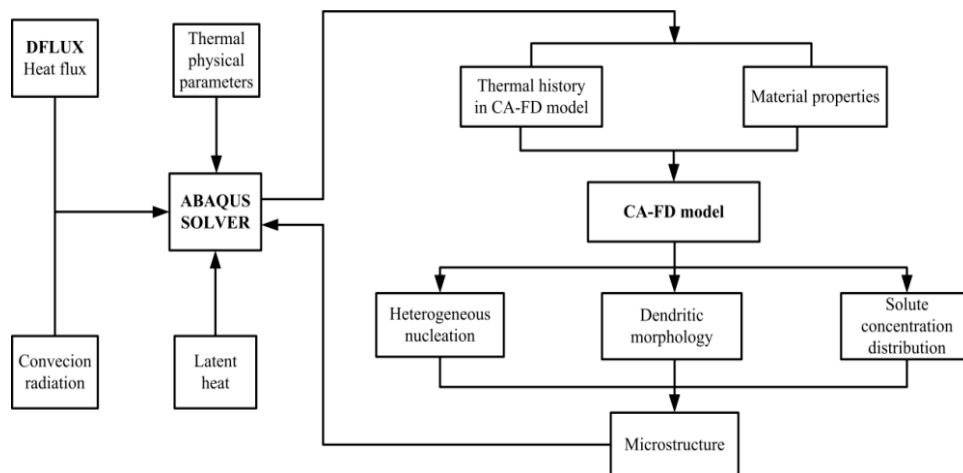 DFLUX
Heat flux
Thermal
physical
parameters
Thermal history
in CA-FD model
Material properties
ABAQUS
SOLVER
CA-FD model
Heterogeneous
nucleation
Dendritic
morphology
Solute
concentration
distribution
Convecion
radiation
Latent
heat
Microstructure